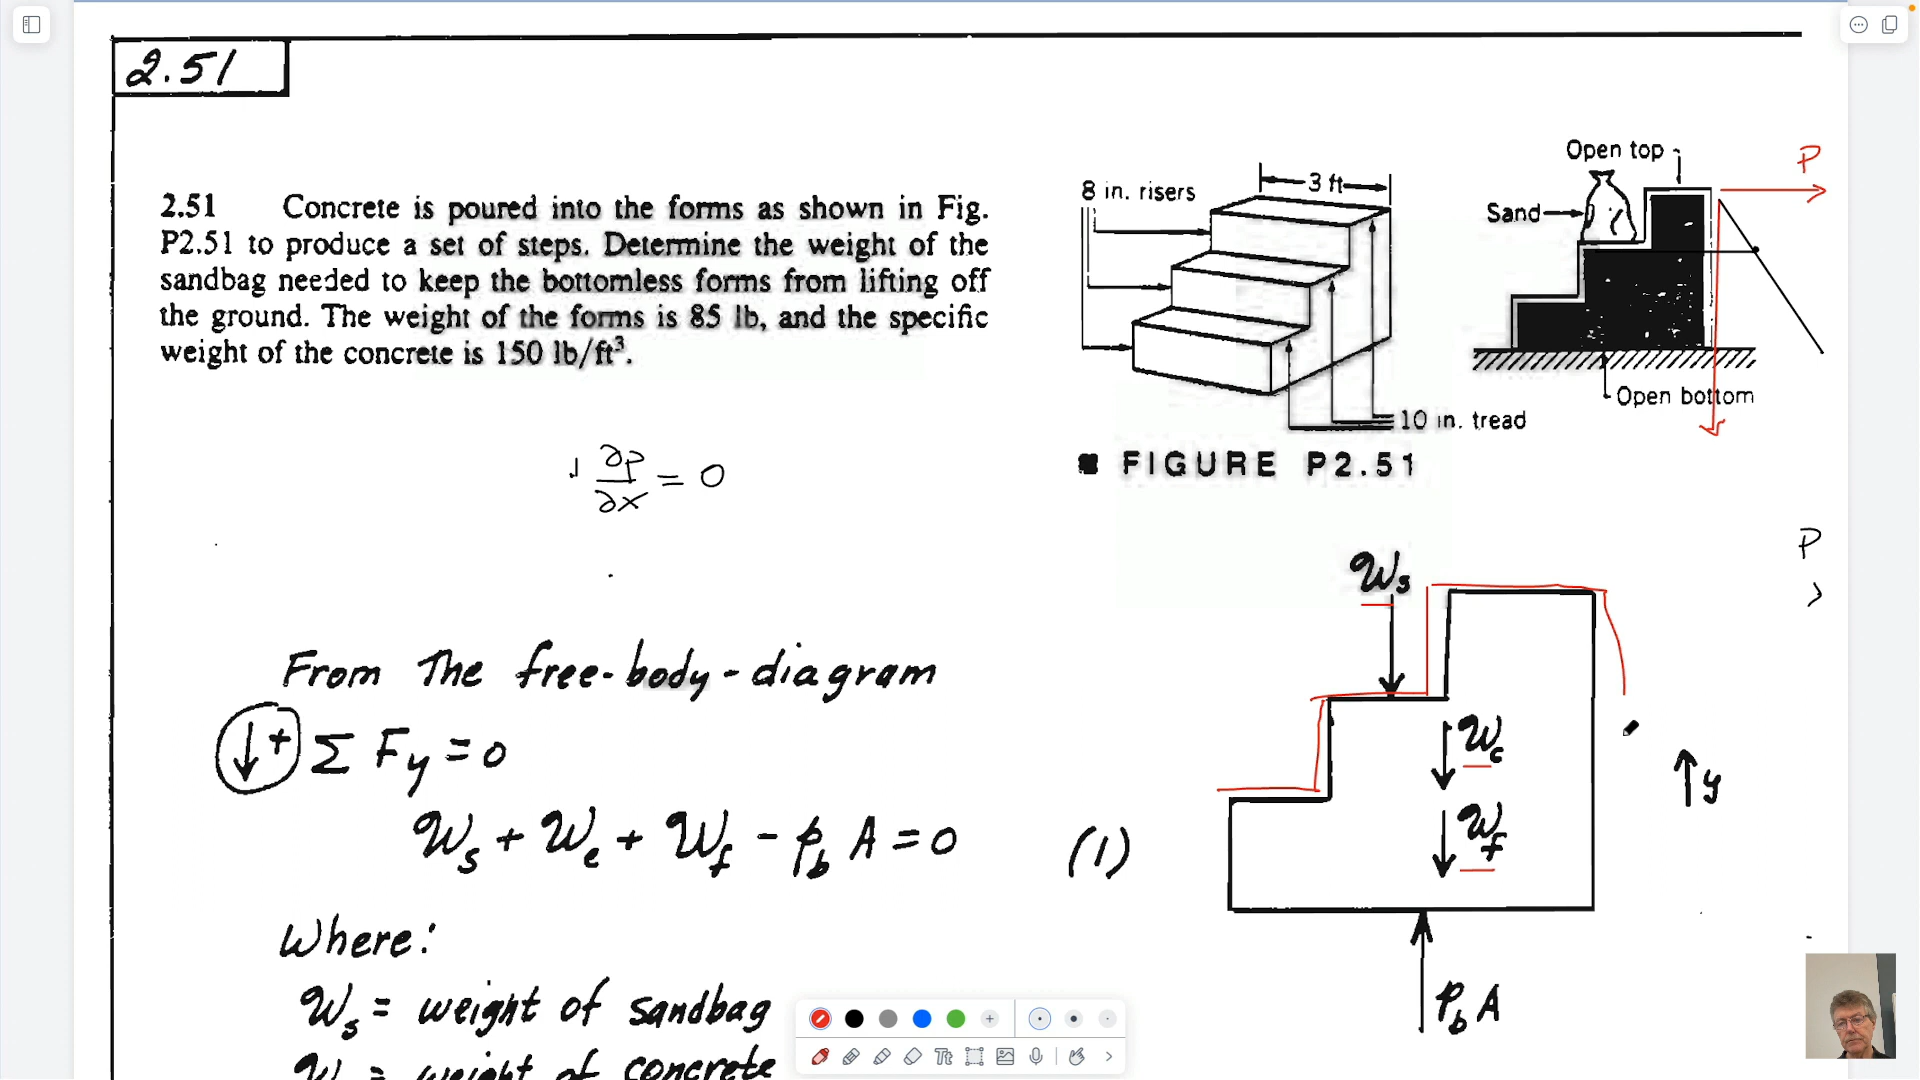 2.51
2.51 Concrete is poured into the forms as shown in Fig.
P2.51 to produce a set of steps. Determine the weight of the
sandbag needed to keep the bottomless forms from lifting off
the ground. The weight of the forms is 85 lb, and the specific
weight of the concrete is 150 lb/ft³.
8 in. risers
3 ft
10 in. tread
Open top
Sand
Open bottom
P
FIGURE P2.51
∂p/∂x = 0
P
From the free-body-diagram
↓+ Σ Fy = 0
Ws + Wc + Wf - pb A = 0 (1)
Where:
Ws = weight of sandbag
W = weight of concrete
Ws
Wc
Wf
↑y
pb A
Tt